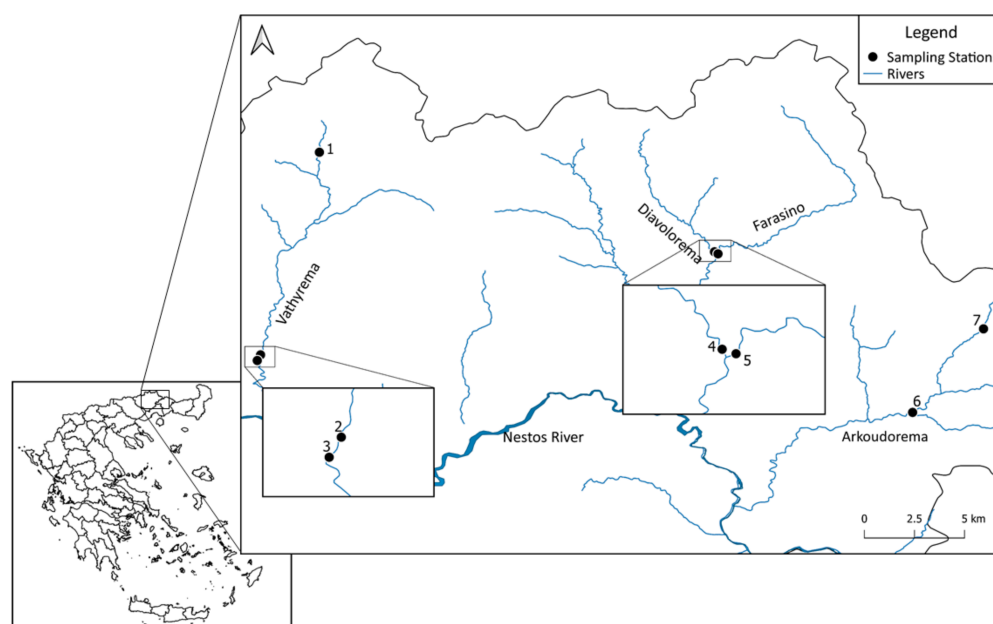 Legend
Sampling Station
Rivers
1
Diavolorema
Farasino
Vathyrema
7
4
5
6
2
3
Nestos River
Arkoudorema
0 2.5 5 km